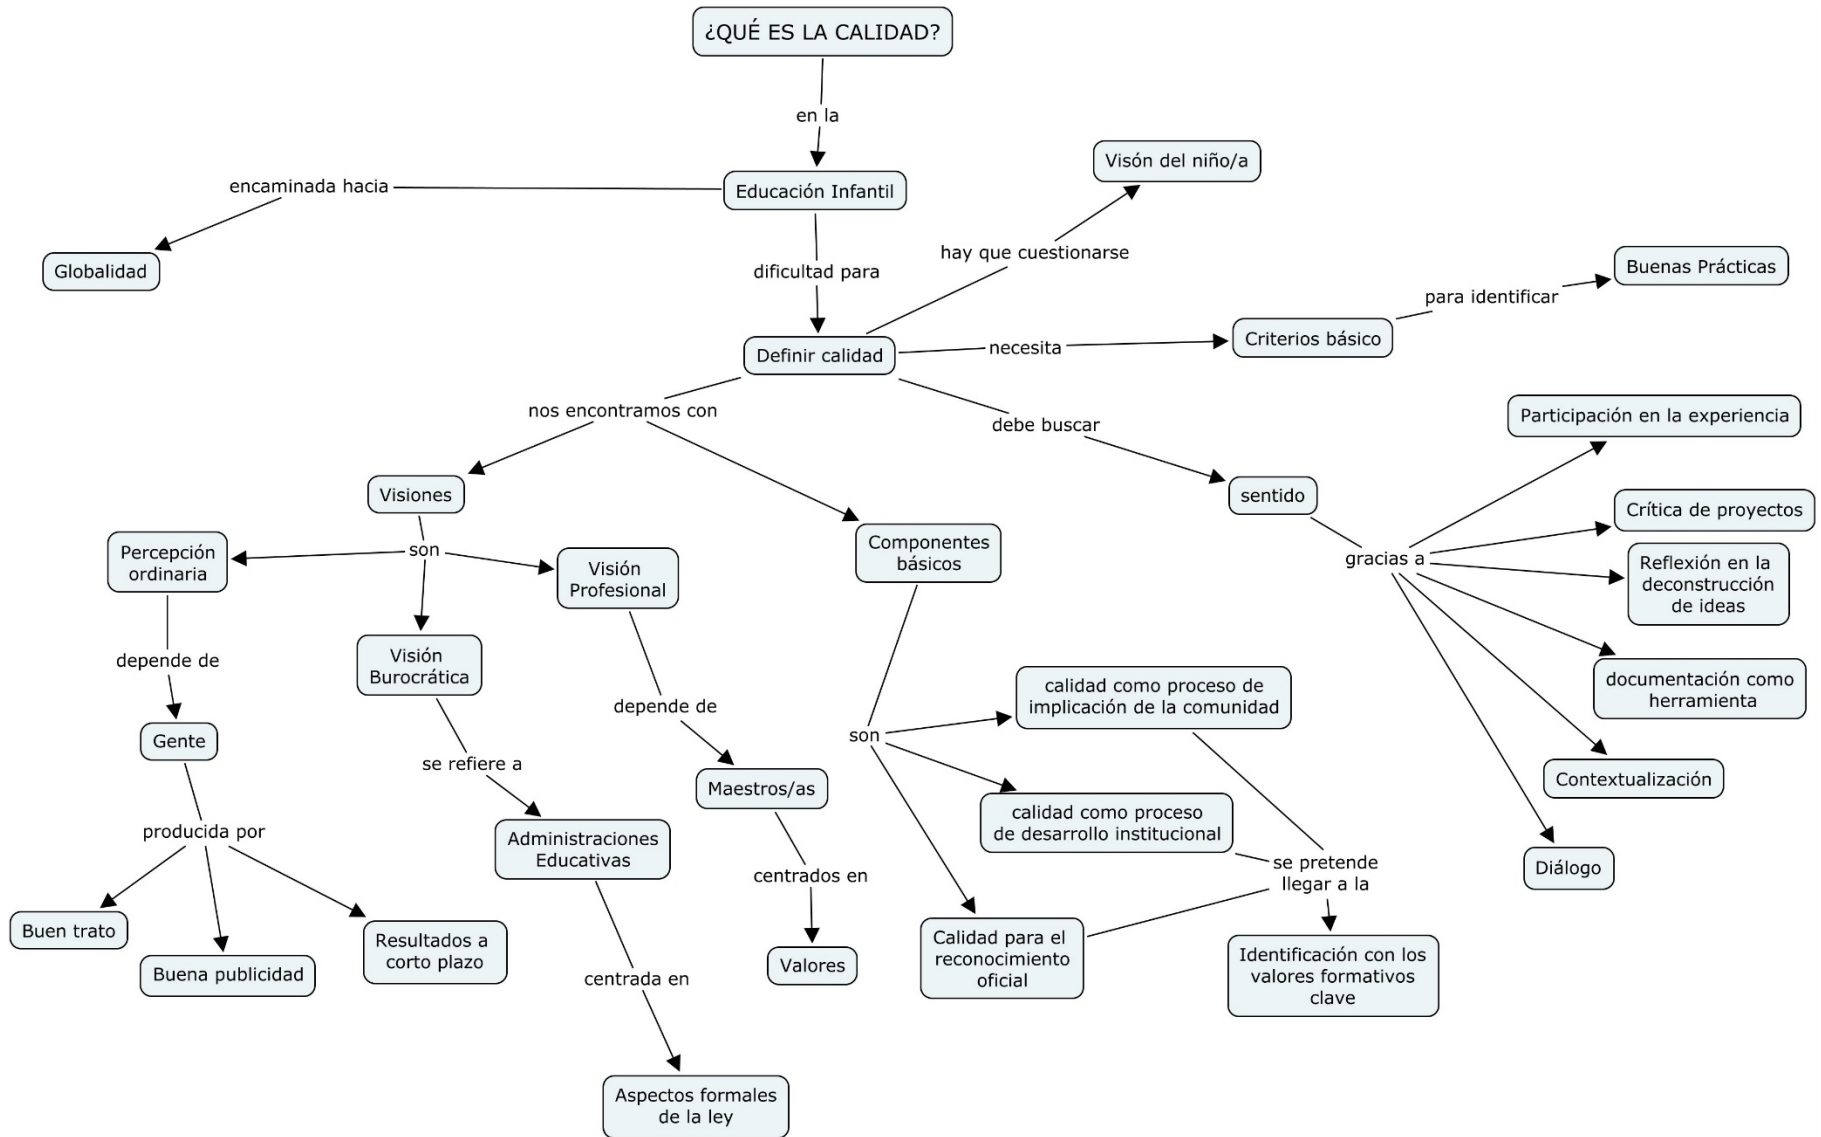 ¿QUÉ ES LA CALIDAD?
en la
Visón del niño/a
encaminada hacia
Educación Infantil
hay que cuestionarse
Globalidad
dificultad para
Buenas Prácticas
para identificar
Criterios básico
necesita
Definir calidad
nos encontramos con
debe buscar
Participación en la experiencia
Visiones
sentido
Crítica de proyectos
Percepción
ordinaria
son
Visión
Profesional
Componentes
básicos
gracias a
Reflexión en la
deconstrucción
de ideas
depende de
Visión
Burocrática
calidad como proceso de
implicación de la comunidad
documentación como
herramienta
Gente
depende de
son
se refiere a
Maestros/as
Contextualización
calidad como proceso
de desarrollo institucional
producida por
Administraciones
Educativas
centrados en
se pretende
llegar a la
Diálogo
Buen trato
Buena publicidad
Resultados a
corto plazo
Valores
Calidad para el
reconocimiento
oficial
Identificación con los
valores formativos
clave
centrada en
Aspectos formales
de la ley